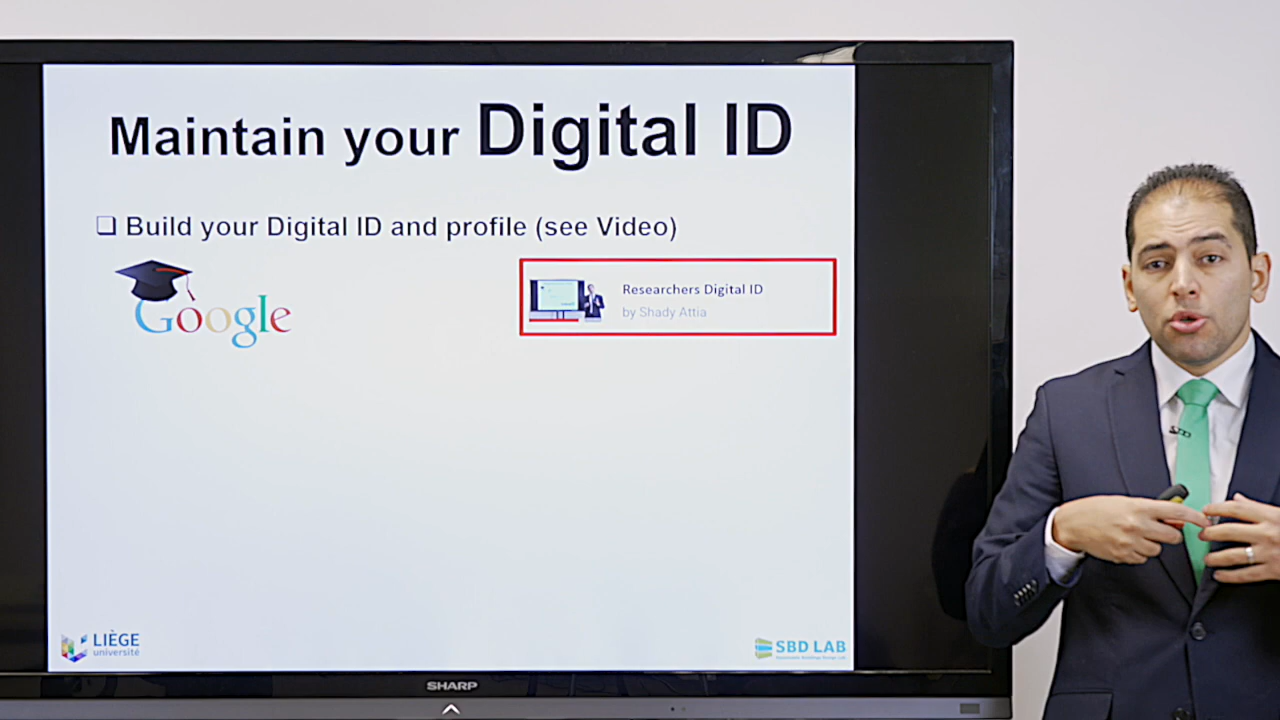 Maintain your Digital ID
❑ Build your Digital ID and profile (see Video)
Google
Researchers Digital ID
by Shady Attia
LIÈGE
université
SBD LAB
SHARP